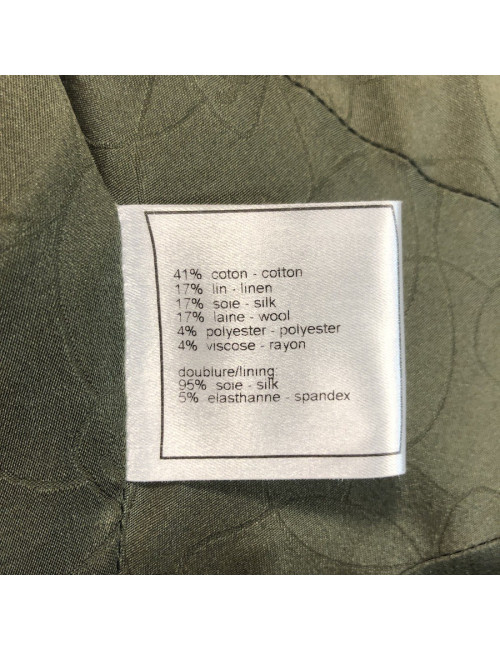 41% coton - cotton
17% lin - linen
17% soie - silk
17% laine - wool
4% polyester - polyester
4% viscose - rayon
doublure/lining:
95% soie - silk
5% elasthanne - spandex